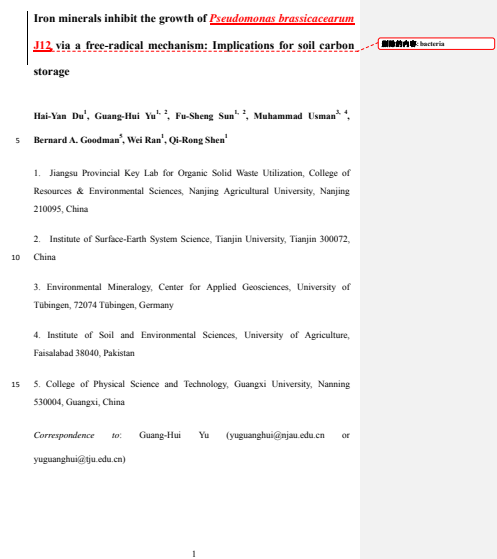 Iron minerals inhibit the growth of Pseudomonas brassicacearum
J12 via a free-radical mechanism: Implications for soil carbon
删除的内容: bacteria
storage
Hai-Yan Du1, Guang-Hui Yu1, 2, Fu-Sheng Sun1, 2, Muhammad Usman3, 4,
5 Bernard A. Goodman5, Wei Ran1, Qi-Rong Shen1
1. Jiangsu Provincial Key Lab for Organic Solid Waste Utilization, College of
Resources & Environmental Sciences, Nanjing Agricultural University, Nanjing
210095, China
2. Institute of Surface-Earth System Science, Tianjin University, Tianjin 300072,
10 China
3. Environmental Mineralogy, Center for Applied Geosciences, University of
Tübingen, 72074 Tübingen, Germany
4. Institute of Soil and Environmental Sciences, University of Agriculture,
Faisalabad 38040, Pakistan
15 5. College of Physical Science and Technology, Guangxi University, Nanning
530004, Guangxi, China
Correspondence to: Guang-Hui Yu (yuguanghui@njau.edu.cn or
yuguanghui@tju.edu.cn)
1